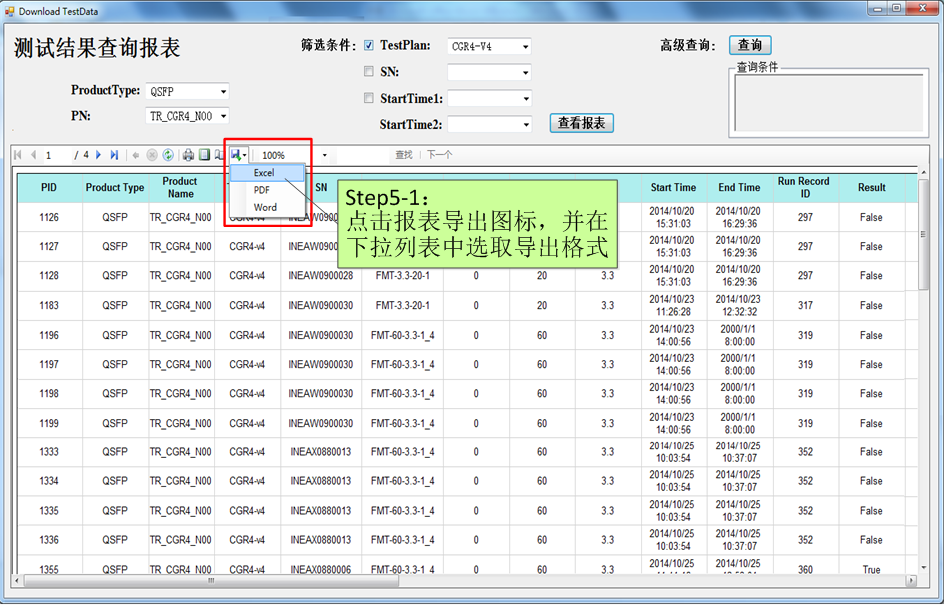 Download TestData
测试结果查询报表
筛选条件: TestPlan: CGR4-V4
高级查询: 查询
SN:
查询条件
ProductType: QSFP
StartTime1:
PN: TR_CGR4_N00
StartTime2:
查看报表
1 / 4 100% 查找 下一个
Excel
PDF
Word
Step5-1:
点击报表导出图标，并在
下拉列表中选取导出格式
PID Product Type Product Name SN Start Time End Time Run Record ID Result
1126 QSFP TR_CGR4_N00 2014/10/20 15:31:03 2014/10/20 16:29:36 297 False
1127 QSFP TR_CGR4_N00 CGR4-v4 2014/10/20 15:31:03 2014/10/20 16:29:36 297 False
1128 QSFP TR_CGR4_N00 CGR4-v4 INEAW0900028 FMT-3.3-20-1 0 20 3.3 2014/10/20 15:31:03 2014/10/20 16:29:36 297 False
1183 QSFP TR_CGR4_N00 CGR4-v4 INEAW0900030 FMT-3.3-20-1 0 20 3.3 2014/10/23 11:26:28 2014/10/23 12:32:32 317 False
1196 QSFP TR_CGR4_N00 CGR4-v4 INEAW0900030 FMT-60-3.3-1_4 0 60 3.3 2014/10/23 14:00:56 2000/1/1 8:00:00 319 False
1197 QSFP TR_CGR4_N00 CGR4-v4 INEAW0900030 FMT-60-3.3-1_4 0 60 3.3 2014/10/23 14:00:56 2000/1/1 8:00:00 319 False
1198 QSFP TR_CGR4_N00 CGR4-v4 INEAW0900030 FMT-60-3.3-1_4 0 60 3.3 2014/10/23 14:00:56 2000/1/1 8:00:00 319 False
1199 QSFP TR_CGR4_N00 CGR4-v4 INEAW0900030 FMT-60-3.3-1_4 0 60 3.3 2014/10/23 14:00:56 2000/1/1 8:00:00 319 False
1333 QSFP TR_CGR4_N00 CGR4-v4 INEAX0880013 FMT-60-3.3-1_4 0 60 3.3 2014/10/25 10:03:54 2014/10/25 10:37:07 352 False
1334 QSFP TR_CGR4_N00 CGR4-v4 INEAX0880013 FMT-60-3.3-1_4 0 60 3.3 2014/10/25 10:03:54 2014/10/25 10:37:07 352 False
1335 QSFP TR_CGR4_N00 CGR4-v4 INEAX0880013 FMT-60-3.3-1_4 0 60 3.3 2014/10/25 10:03:54 2014/10/25 10:37:07 352 False
1336 QSFP TR_CGR4_N00 CGR4-v4 INEAX0880013 FMT-60-3.3-1_4 0 60 3.3 2014/10/25 10:03:54 2014/10/25 10:37:07 352 False
1355 QSFP TR_CGR4_N00 CGR4-v4 INEAX0880006 FMT-60-3.3-1_4 0 60 3.3 2014/10/25 2014/10/25 360 True